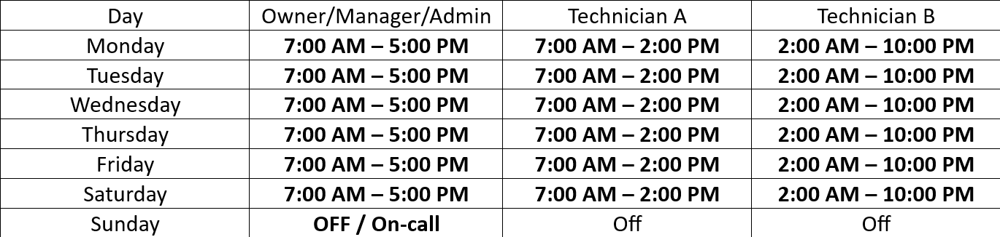 Day Owner/Manager/Admin Technician A Technician B
Monday 7:00 AM – 5:00 PM 7:00 AM – 2:00 PM 2:00 AM – 10:00 PM
Tuesday 7:00 AM – 5:00 PM 7:00 AM – 2:00 PM 2:00 AM – 10:00 PM
Wednesday 7:00 AM – 5:00 PM 7:00 AM – 2:00 PM 2:00 AM – 10:00 PM
Thursday 7:00 AM – 5:00 PM 7:00 AM – 2:00 PM 2:00 AM – 10:00 PM
Friday 7:00 AM – 5:00 PM 7:00 AM – 2:00 PM 2:00 AM – 10:00 PM
Saturday 7:00 AM – 5:00 PM 7:00 AM – 2:00 PM 2:00 AM – 10:00 PM
Sunday OFF / On-call Off Off